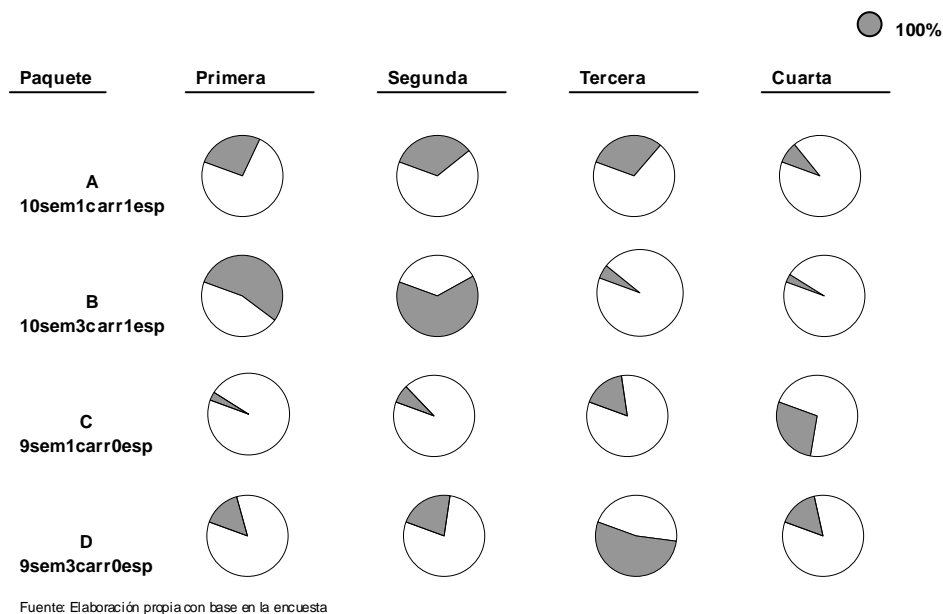 100%
Paquete Primera Segunda Tercera Cuarta
A
10sem1carr1esp
B
10sem3carr1esp
C
9sem1carr0esp
D
9sem3carr0esp
Fuente: Elaboración propia con base en la encuesta